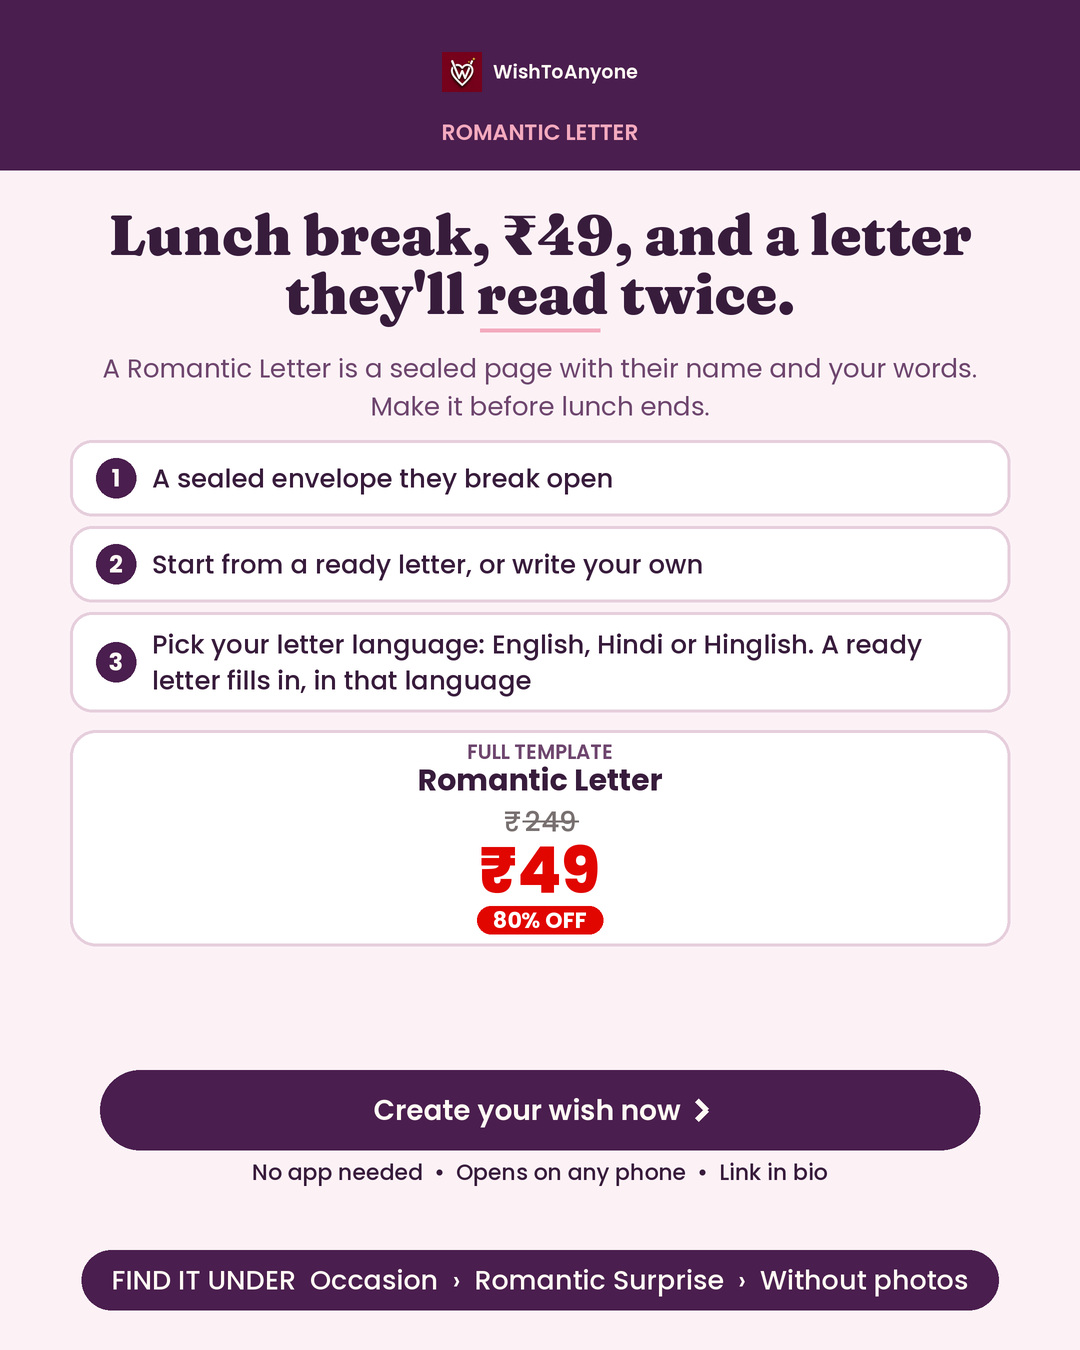 WishToAnyone
ROMANTIC LETTER
Lunch break, ₹49, and a letter
they'll read twice.
A Romantic Letter is a sealed page with their name and your words.
Make it before lunch ends.
1 A sealed envelope they break open
2 Start from a ready letter, or write your own
3 Pick your letter language: English, Hindi or Hinglish. A ready
letter fills in, in that language
FULL TEMPLATE
Romantic Letter
₹249
₹49
80% OFF
Create your wish now ›
No app needed • Opens on any phone • Link in bio
FIND IT UNDER Occasion › Romantic Surprise › Without photos